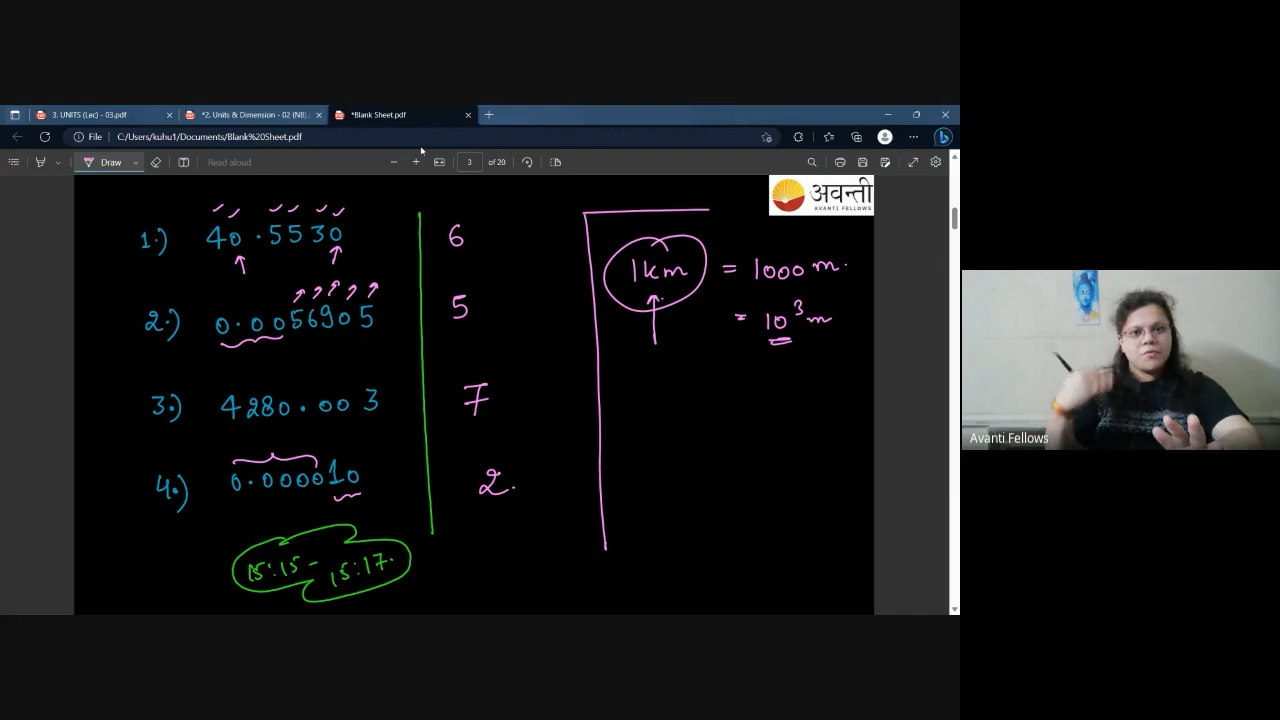 3. UNITS (Lec) - 03.pdf
*2. Units & Dimension - 02 (NB).
*Blank Sheet.pdf
File
C:/Users/kuhu1/Documents/Blank%20Sheet.pdf
Draw
Read aloud
3
of 20
अवन्ती
AVANTI FELLOWS
1.) 40.5530 6
2.) 0.0056905 5
3.) 4280.003 7
4.) 0.000010 2.
15:15 - 15:17.
1km = 1000 m.
= 10³ m
Avanti Fellows